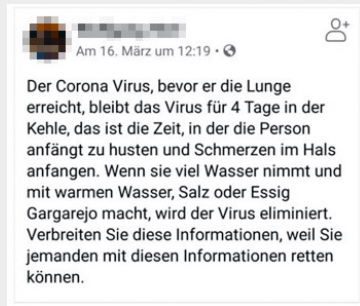 Am 16. März um 12:19 ·
Der Corona Virus, bevor er die Lunge
erreicht, bleibt das Virus für 4 Tage in der
Kehle, das ist die Zeit, in der die Person
anfängt zu husten und Schmerzen im Hals
anfangen. Wenn sie viel Wasser nimmt und
mit warmen Wasser, Salz oder Essig
Gargarejo macht, wird der Virus eliminiert.
Verbreiten Sie diese Informationen, weil Sie
jemanden mit diesen Informationen retten
können.